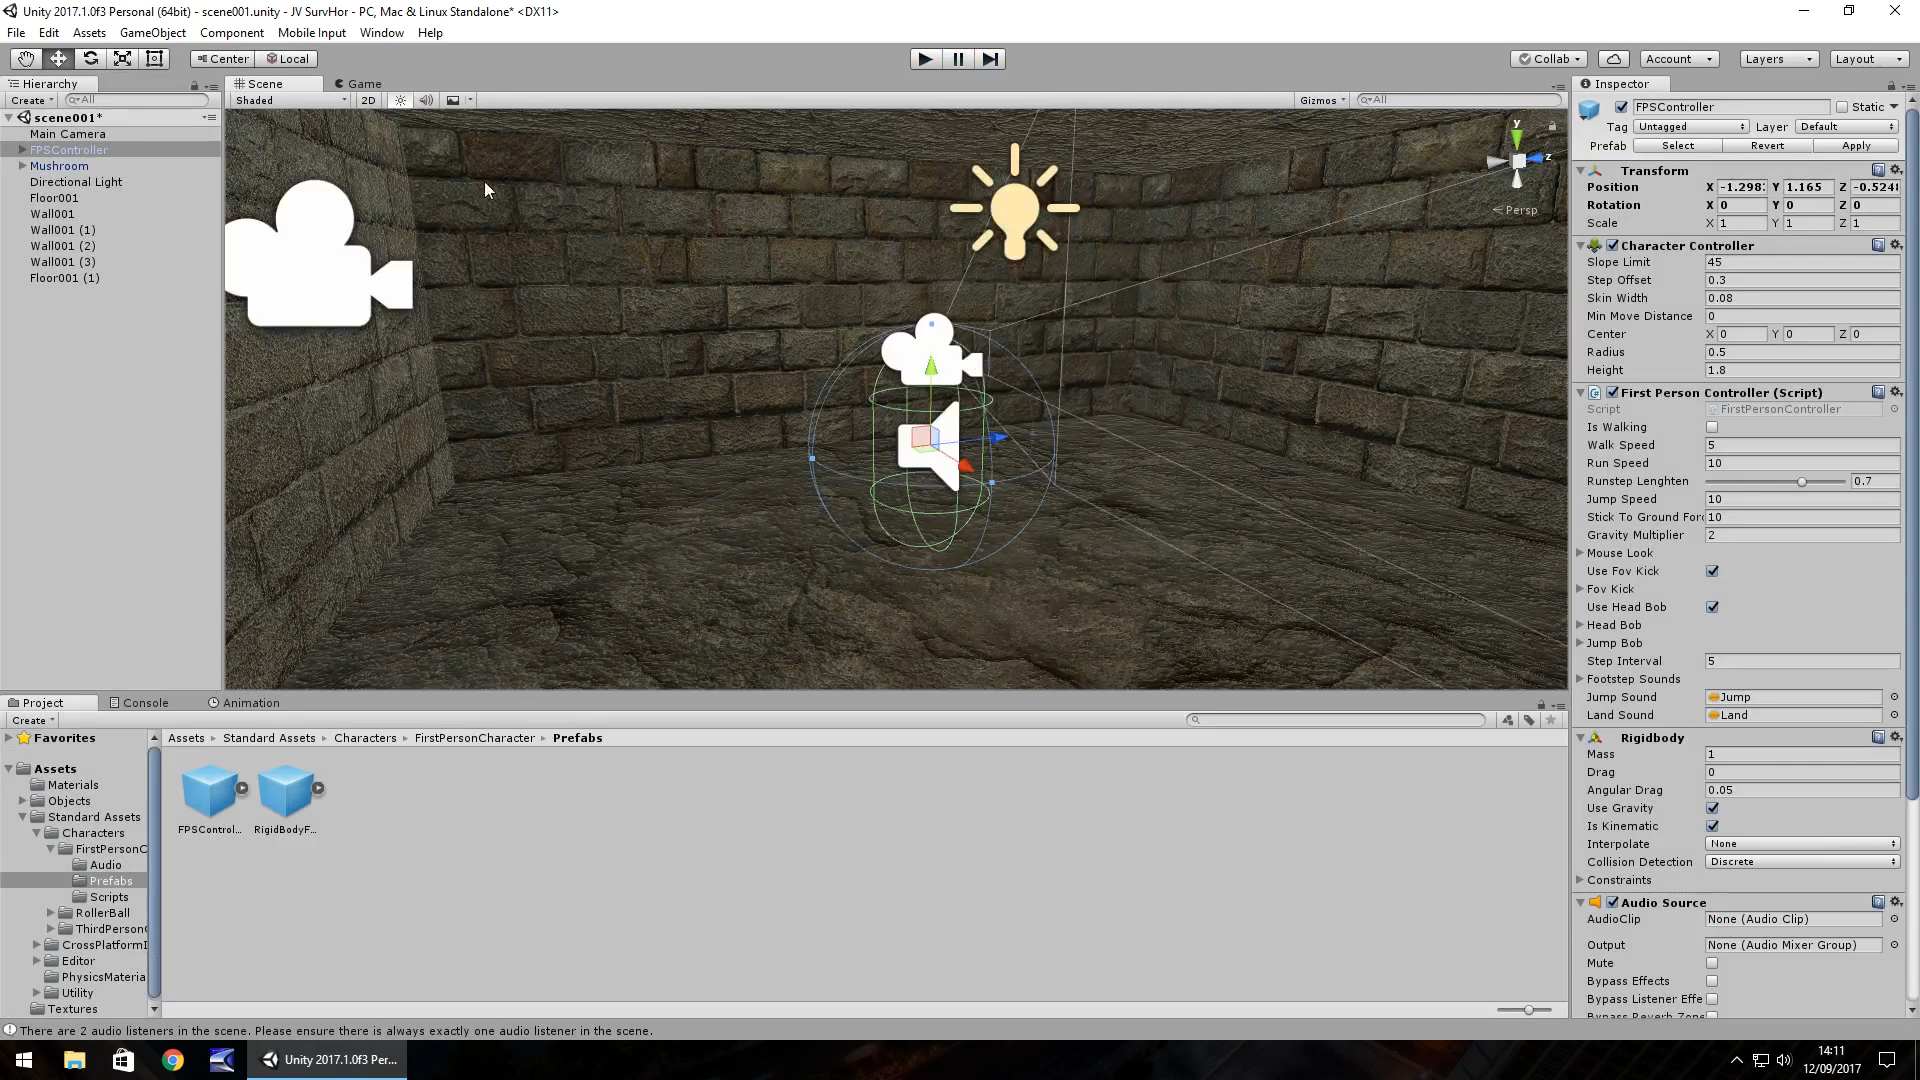 Unity 2017.1.0f3 Personal (64bit) - scene001.unity - JV SurvHor - PC, Mac & Linux Standalone* <DX11>
File Edit Assets GameObject Component Mobile Input Window Help
Center Local
Collab Account Layers Layout
Hierarchy
Create All
scene001*
Main Camera
FPSController
Mushroom
Directional Light
Floor001
Wall001
Wall001 (1)
Wall001 (2)
Wall001 (3)
Floor001 (1)
Scene Game
Shaded 2D Gizmos All
y
z
Persp
Inspector
FPSController Static
Tag Untagged Layer Default
Prefab Select Revert Apply
Transform
Position X -1.298 Y 1.165 Z -0.524
Rotation X 0 Y 0 Z 0
Scale X 1 Y 1 Z 1
Character Controller
Slope Limit 45
Step Offset 0.3
Skin Width 0.08
Min Move Distance 0
Center X 0 Y 0 Z 0
Radius 0.5
Height 1.8
First Person Controller (Script)
Script FirstPersonController
Is Walking
Walk Speed 5
Run Speed 10
Runstep Lenghten 0.7
Jump Speed 10
Stick To Ground For 10
Gravity Multiplier 2
Mouse Look
Use Fov Kick
Fov Kick
Use Head Bob
Head Bob
Jump Bob
Step Interval 5
Footstep Sounds
Jump Sound Jump
Land Sound Land
Rigidbody
Mass 1
Drag 0
Angular Drag 0.05
Use Gravity
Is Kinematic
Interpolate None
Collision Detection Discrete
Constraints
Audio Source
AudioClip None (Audio Clip)
Output None (Audio Mixer Group)
Mute
Bypass Effects
Bypass Listener Effe
Bypass Reverb Zone
Project Console Animation
Create
Favorites
Assets
Materials
Objects
Standard Assets
Characters
FirstPersonC
Audio
Prefabs
Scripts
RollerBall
ThirdPerson
CrossPlatformI
Editor
PhysicsMateria
Utility
Textures
Assets Standard Assets Characters FirstPersonCharacter Prefabs
FPSControl...
RigidBodyF...
There are 2 audio listeners in the scene. Please ensure there is always exactly one audio listener in the scene.
Unity 2017.1.0f3 Per...
14:11
12/09/2017